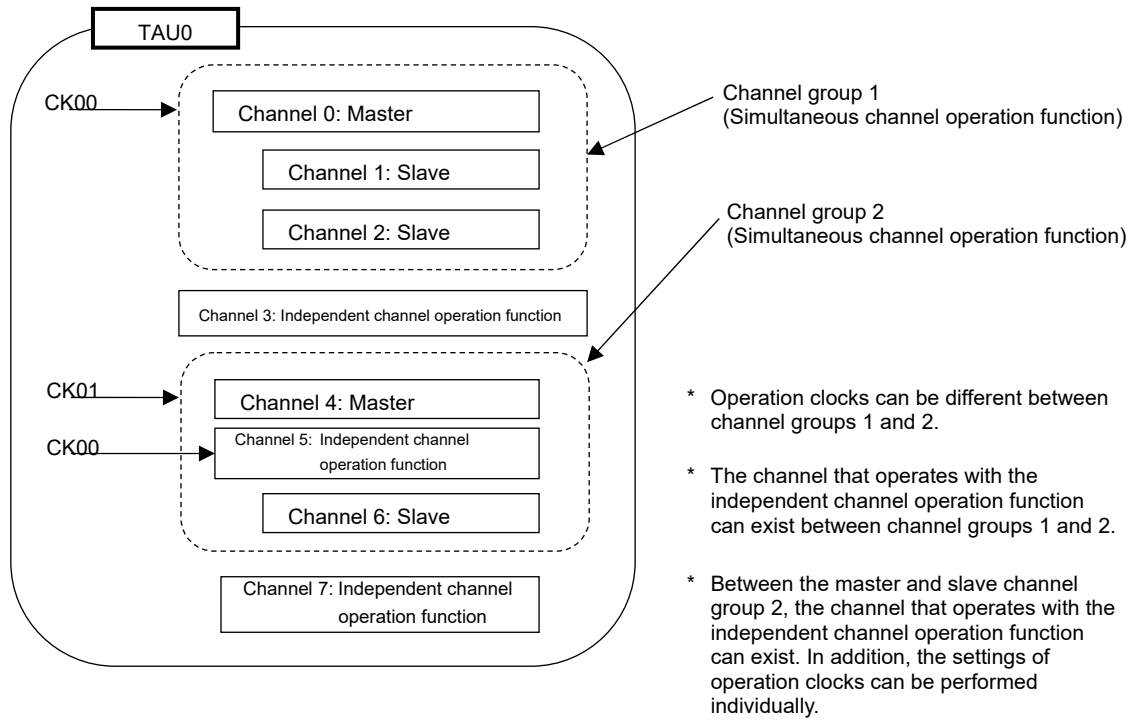 TAU0
CK00
Channel 0: Master
Channel 1: Slave
Channel 2: Slave
Channel group 1
(Simultaneous channel operation function)
Channel group 2
(Simultaneous channel operation function)
Channel 3: Independent channel operation function
CK01
Channel 4: Master
CK00
Channel 5: Independent channel
operation function
Channel 6: Slave
Channel 7: Independent channel
operation function
* Operation clocks can be different between
channel groups 1 and 2.
* The channel that operates with the
independent channel operation function
can exist between channel groups 1 and 2.
* Between the master and slave channel
group 2, the channel that operates with the
independent channel operation function
can exist. In addition, the settings of
operation clocks can be performed
individually.